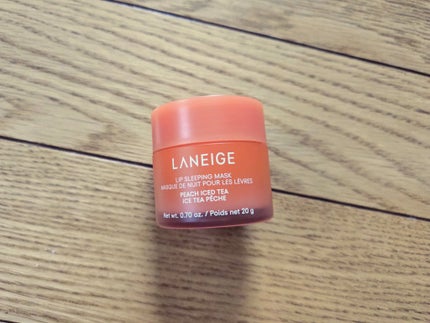 LANEIGE
LIP SLEEPING MASK
MASQUE DE NUIT POUR LES LÈVRES
PEACH ICED TEA
ICE TEA PÊCHE
Net wt. 0.70 oz. / Poids net 20 g